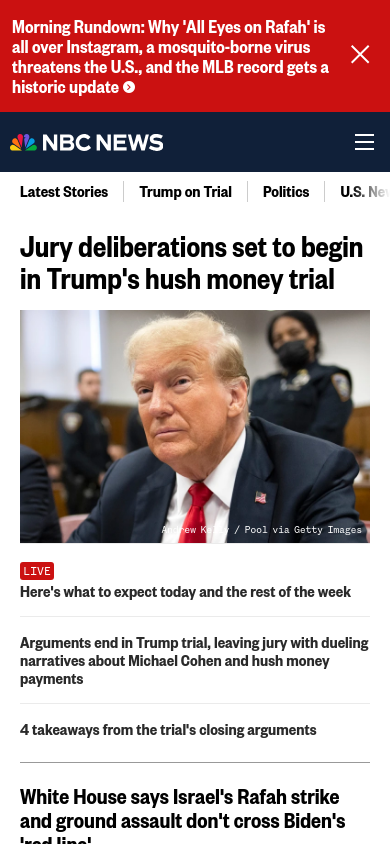 Morning Rundown: Why 'All Eyes on Rafah' is
all over Instagram, a mosquito-borne virus
threatens the U.S., and the MLB record gets a
historic update
NBC NEWS
Latest Stories
Trump on Trial
Politics
U.S. Ne
Jury deliberations set to begin
in Trump's hush money trial
Andrew Kelly / Pool via Getty Images
LIVE
Here's what to expect today and the rest of the week
Arguments end in Trump trial, leaving jury with dueling
narratives about Michael Cohen and hush money
payments
4 takeaways from the trial's closing arguments
White House says Israel's Rafah strike
and ground assault don't cross Biden's
'red line'